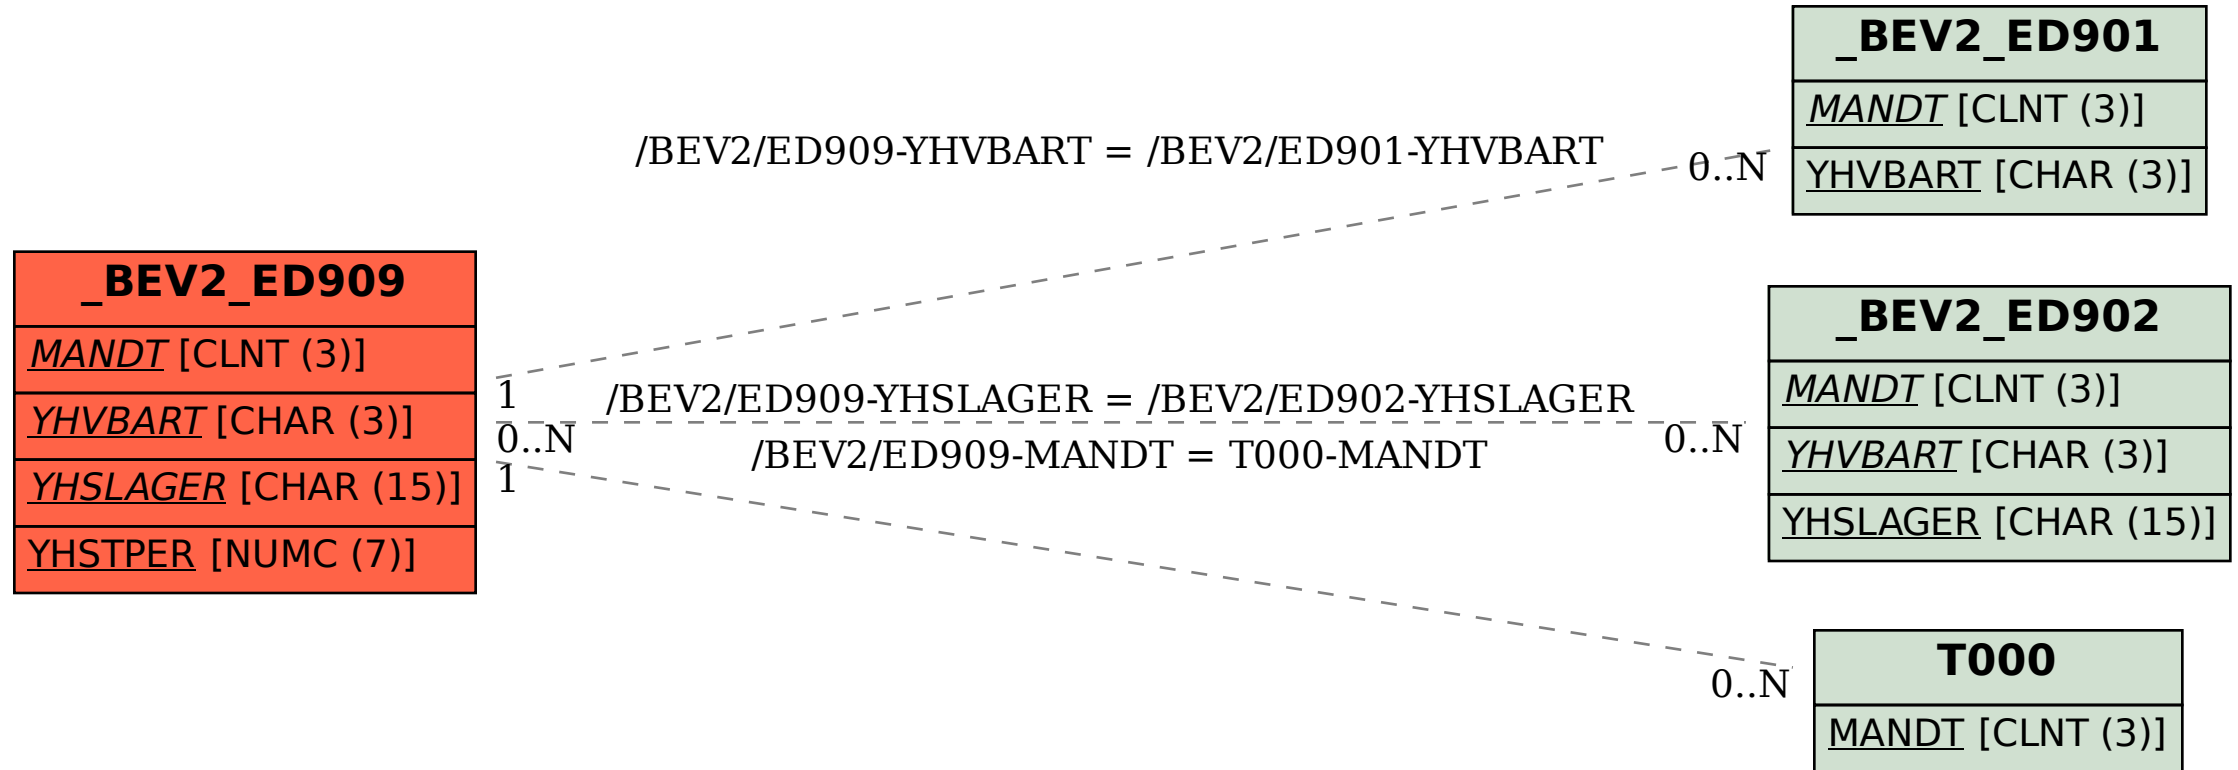 _BEV2_ED901
MANDT [CLNT (3)]
YHVBART [CHAR (3)]
/BEV2/ED909-YHVBART = /BEV2/ED901-YHVBART
0..N
_BEV2_ED909
MANDT [CLNT (3)]
YHVBART [CHAR (3)]
YHSLAGER [CHAR (15)]
YHSTPER [NUMC (7)]
1
/BEV2/ED909-YHSLAGER = /BEV2/ED902-YHSLAGER
0..N
0..N
/BEV2/ED909-MANDT = T000-MANDT
1
0..N
_BEV2_ED902
MANDT [CLNT (3)]
YHVBART [CHAR (3)]
YHSLAGER [CHAR (15)]
T000
MANDT [CLNT (3)]